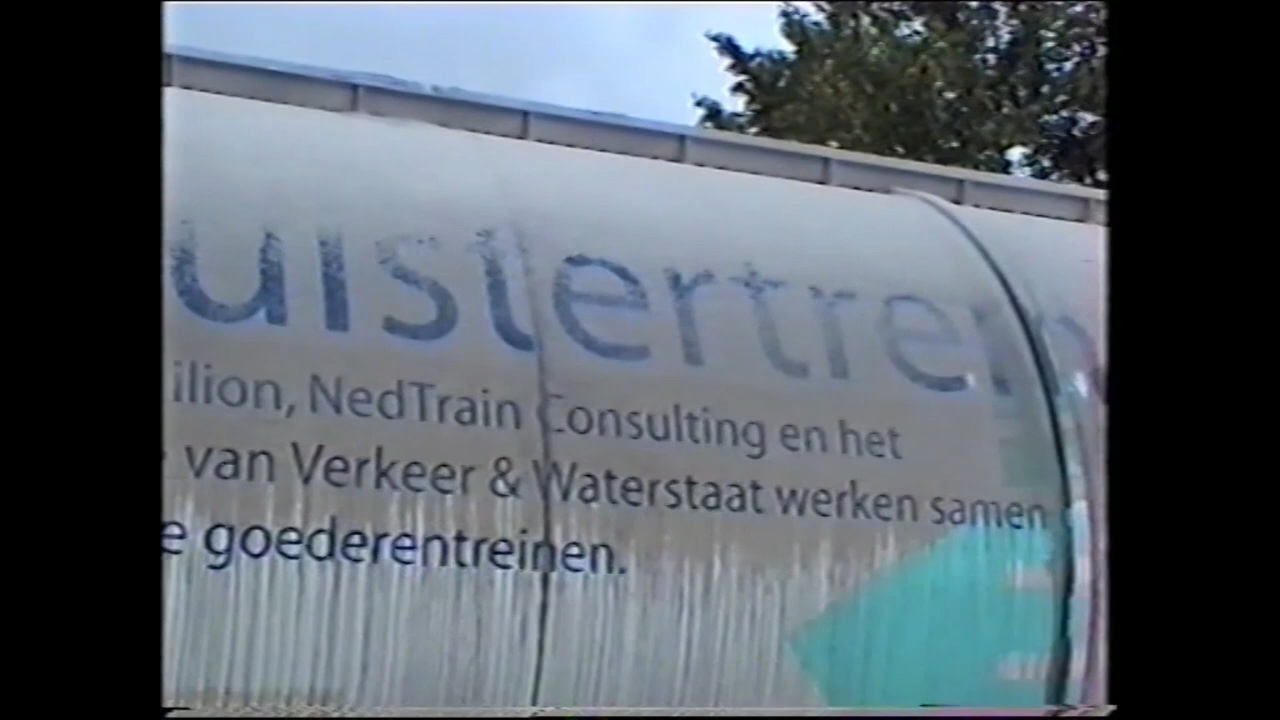 uistertrein
ilion, NedTrain Consulting en het
van Verkeer & Waterstaat werken samen
e goederentreinen.